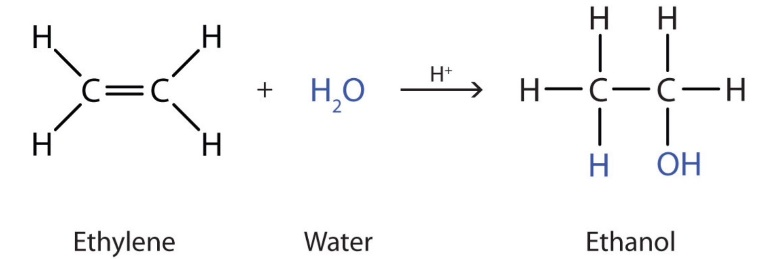 H H H H
C=C + H₂O H⁺ H—C—C—H
H H H OH
Ethylene Water Ethanol